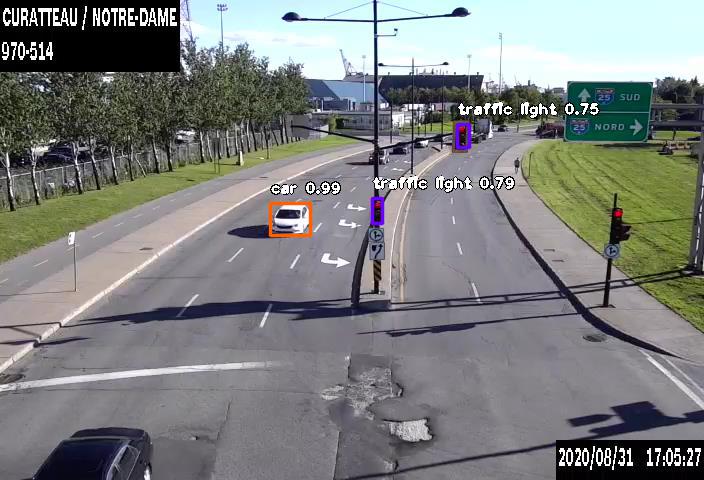 CURATTEAU / NOTRE-DAME
970-514
traffic light 0.75
25 SUD
25 NORD
car 0.99
traffic light 0.79
2020/08/31 17:05:27